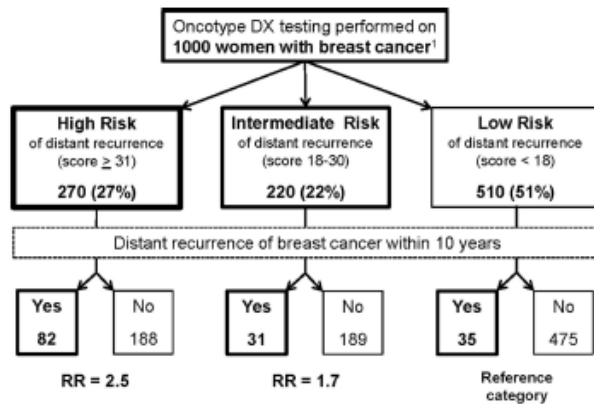 Oncotype DX testing performed on
1000 women with breast cancer¹
High Risk
of distant recurrence
(score ≥ 31)
270 (27%)
Intermediate Risk
of distant recurrence
(score 18-30)
220 (22%)
Low Risk
of distant recurrence
(score < 18)
510 (51%)
Distant recurrence of breast cancer within 10 years
Yes
82
No
188
Yes
31
No
189
Yes
35
No
475
RR = 2.5
RR = 1.7
Reference
category